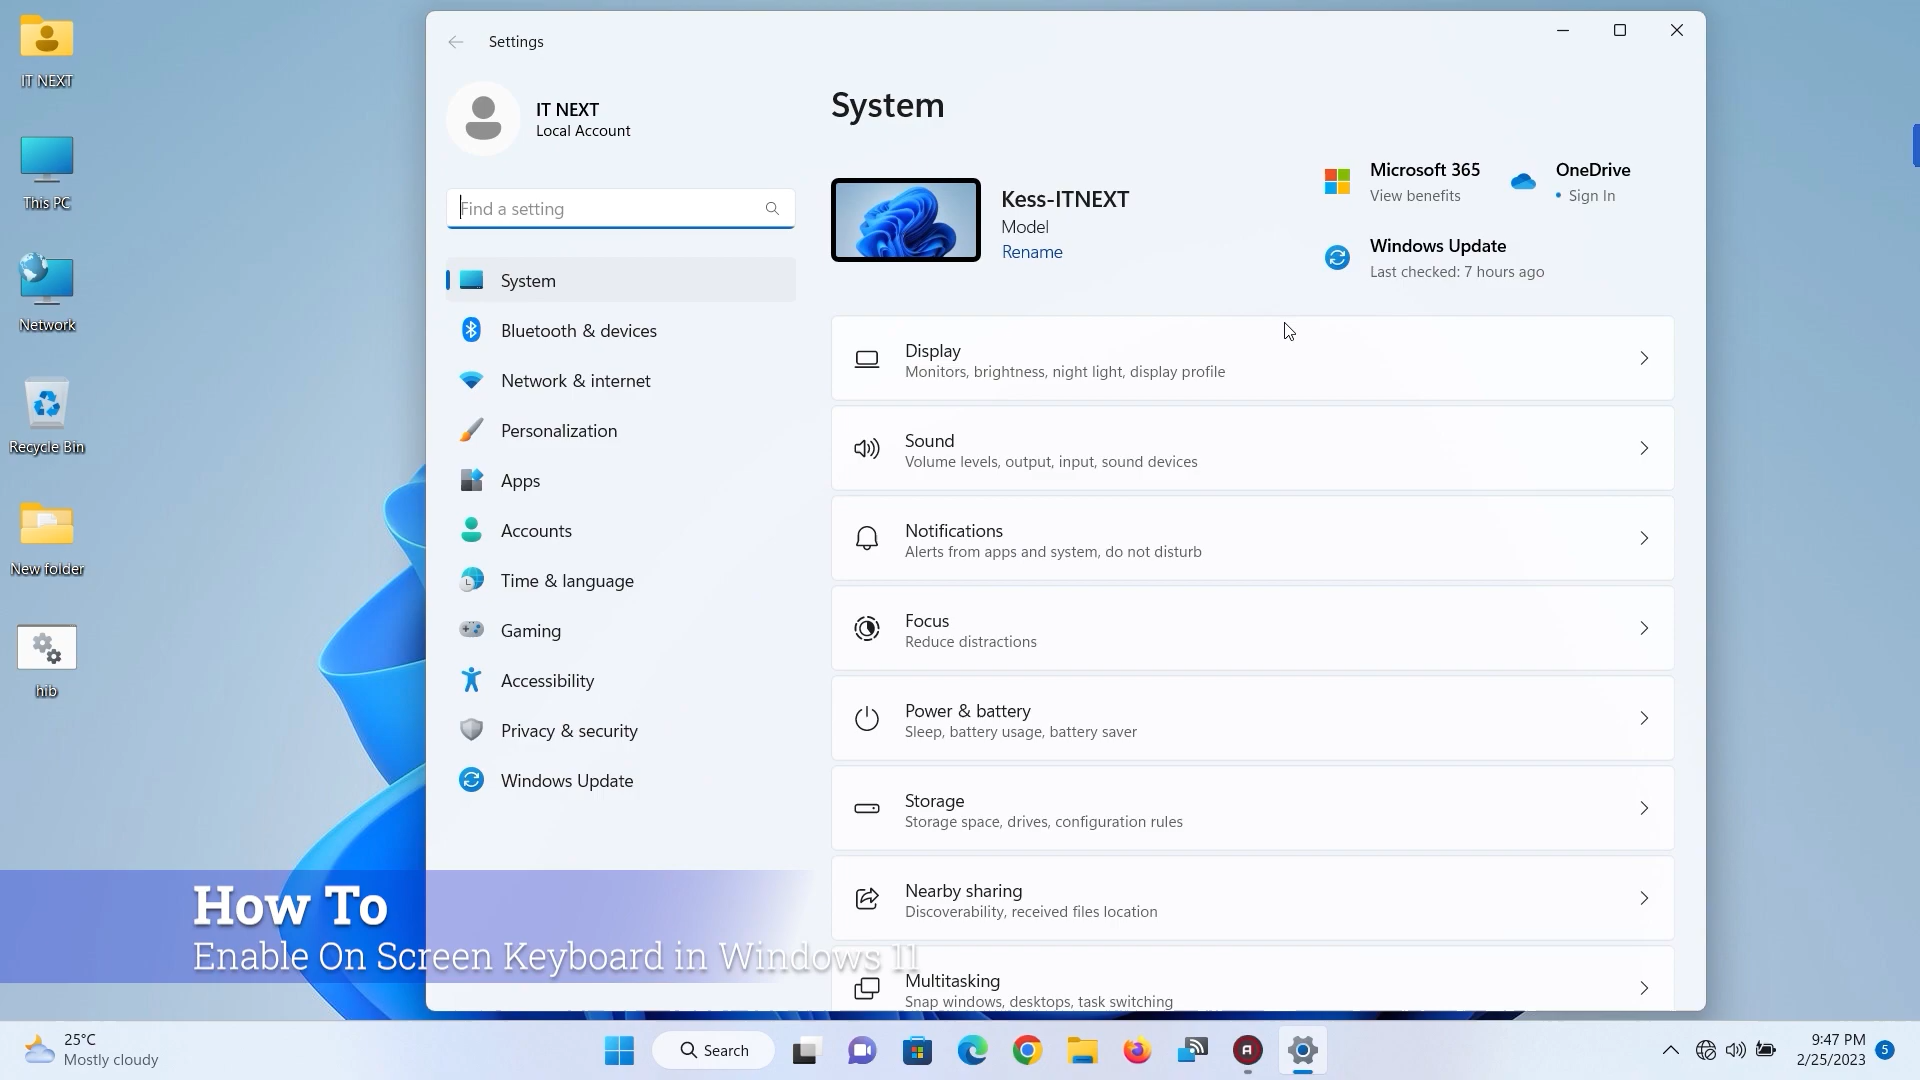 IT NEXT
This PC
Network
Recycle Bin
New folder
hib
Settings
IT NEXT
Local Account
Find a setting
System
Bluetooth & devices
Network & internet
Personalization
Apps
Accounts
Time & language
Gaming
Accessibility
Privacy & security
Windows Update
System
Kess-ITNEXT
Model
Rename
Microsoft 365
View benefits
OneDrive
• Sign In
Windows Update
Last checked: 7 hours ago
Display
Monitors, brightness, night light, display profile
Sound
Volume levels, output, input, sound devices
Notifications
Alerts from apps and system, do not disturb
Focus
Reduce distractions
Power & battery
Sleep, battery usage, battery saver
Storage
Storage space, drives, configuration rules
Nearby sharing
Discoverability, received files location
Multitasking
Snap windows, desktops, task switching
How To
Enable On Screen Keyboard in Windows 11
25°C
Mostly cloudy
Search
A
9:47 PM
2/25/2023
5